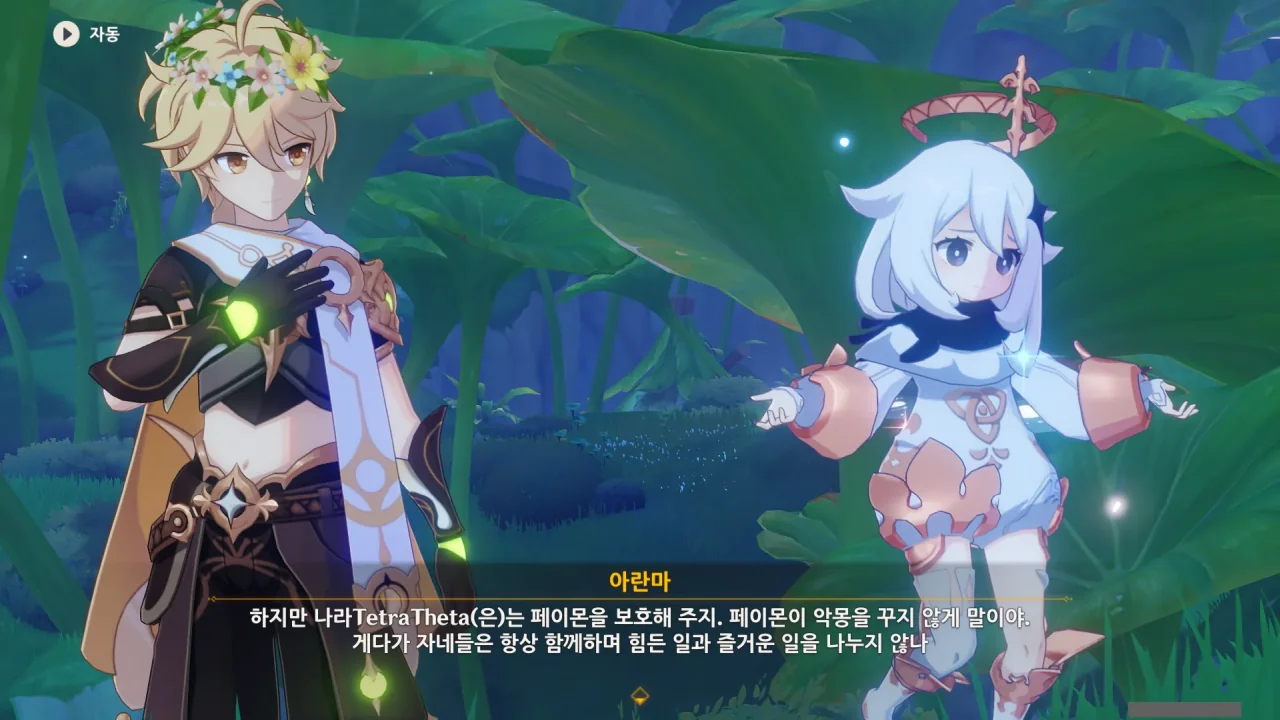 자동
아란마
하지만 나라TetraTheta(은)는 페이몬을 보호해 주지. 페이몬이 악몽을 꾸지 않게 말이야.
게다가 자네들은 항상 함께하며 힘든 일과 즐거운 일을 나누지 않나